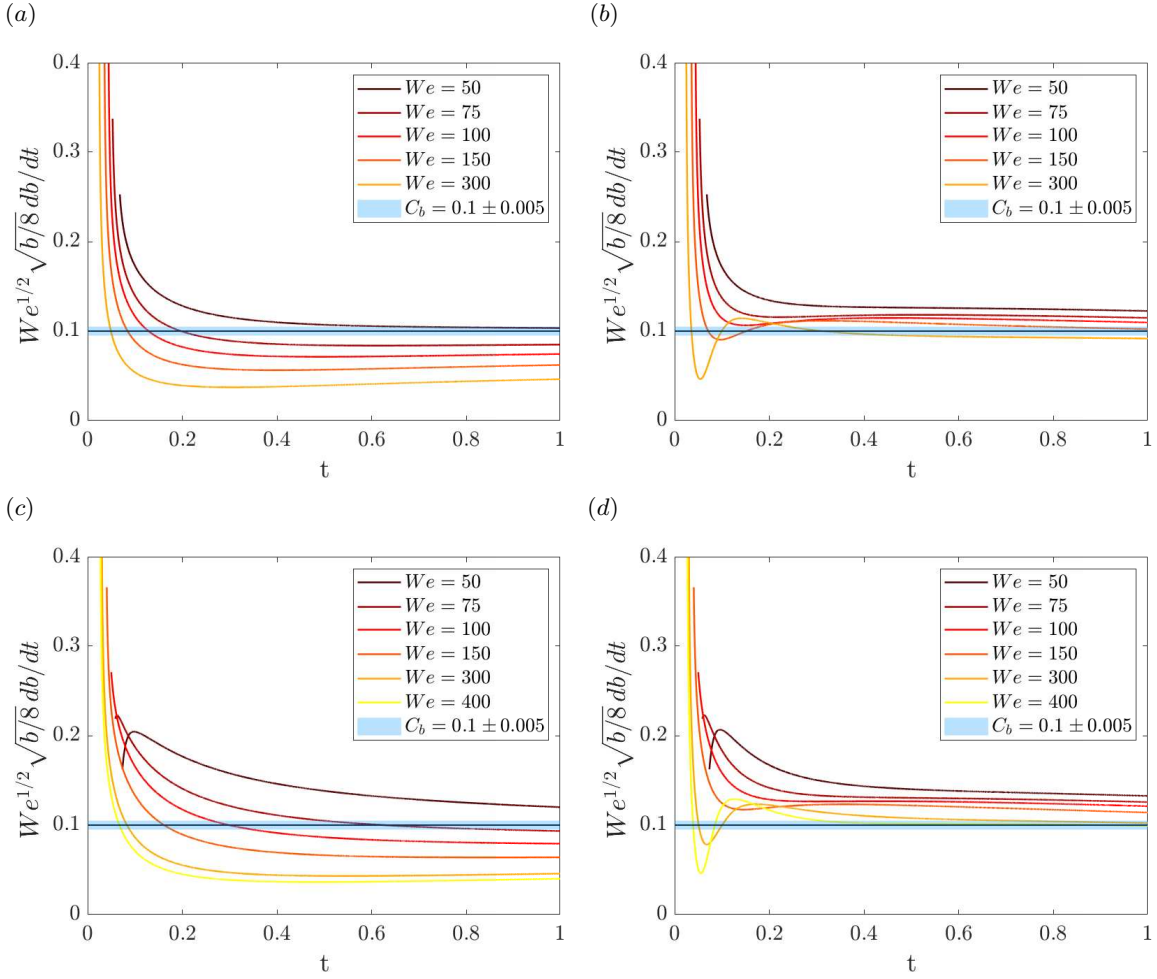 (a)
We^{1/2}\sqrt{b/8} db/dt
0.4
0.3
0.2
0.1
0
0
0.2
0.4
0.6
0.8
1
t
We = 50
We = 75
We = 100
We = 150
We = 300
C_b = 0.1 ± 0.005
(b)
We^{1/2}\sqrt{b/8} db/dt
0.4
0.3
0.2
0.1
0
0
0.2
0.4
0.6
0.8
1
t
We = 50
We = 75
We = 100
We = 150
We = 300
C_b = 0.1 ± 0.005
(c)
We^{1/2}\sqrt{b/8} db/dt
0.4
0.3
0.2
0.1
0
0
0.2
0.4
0.6
0.8
1
t
We = 50
We = 75
We = 100
We = 150
We = 300
We = 400
C_b = 0.1 ± 0.005
(d)
We^{1/2}\sqrt{b/8} db/dt
0.4
0.3
0.2
0.1
0
0
0.2
0.4
0.6
0.8
1
t
We = 50
We = 75
We = 100
We = 150
We = 300
We = 400
C_b = 0.1 ± 0.005